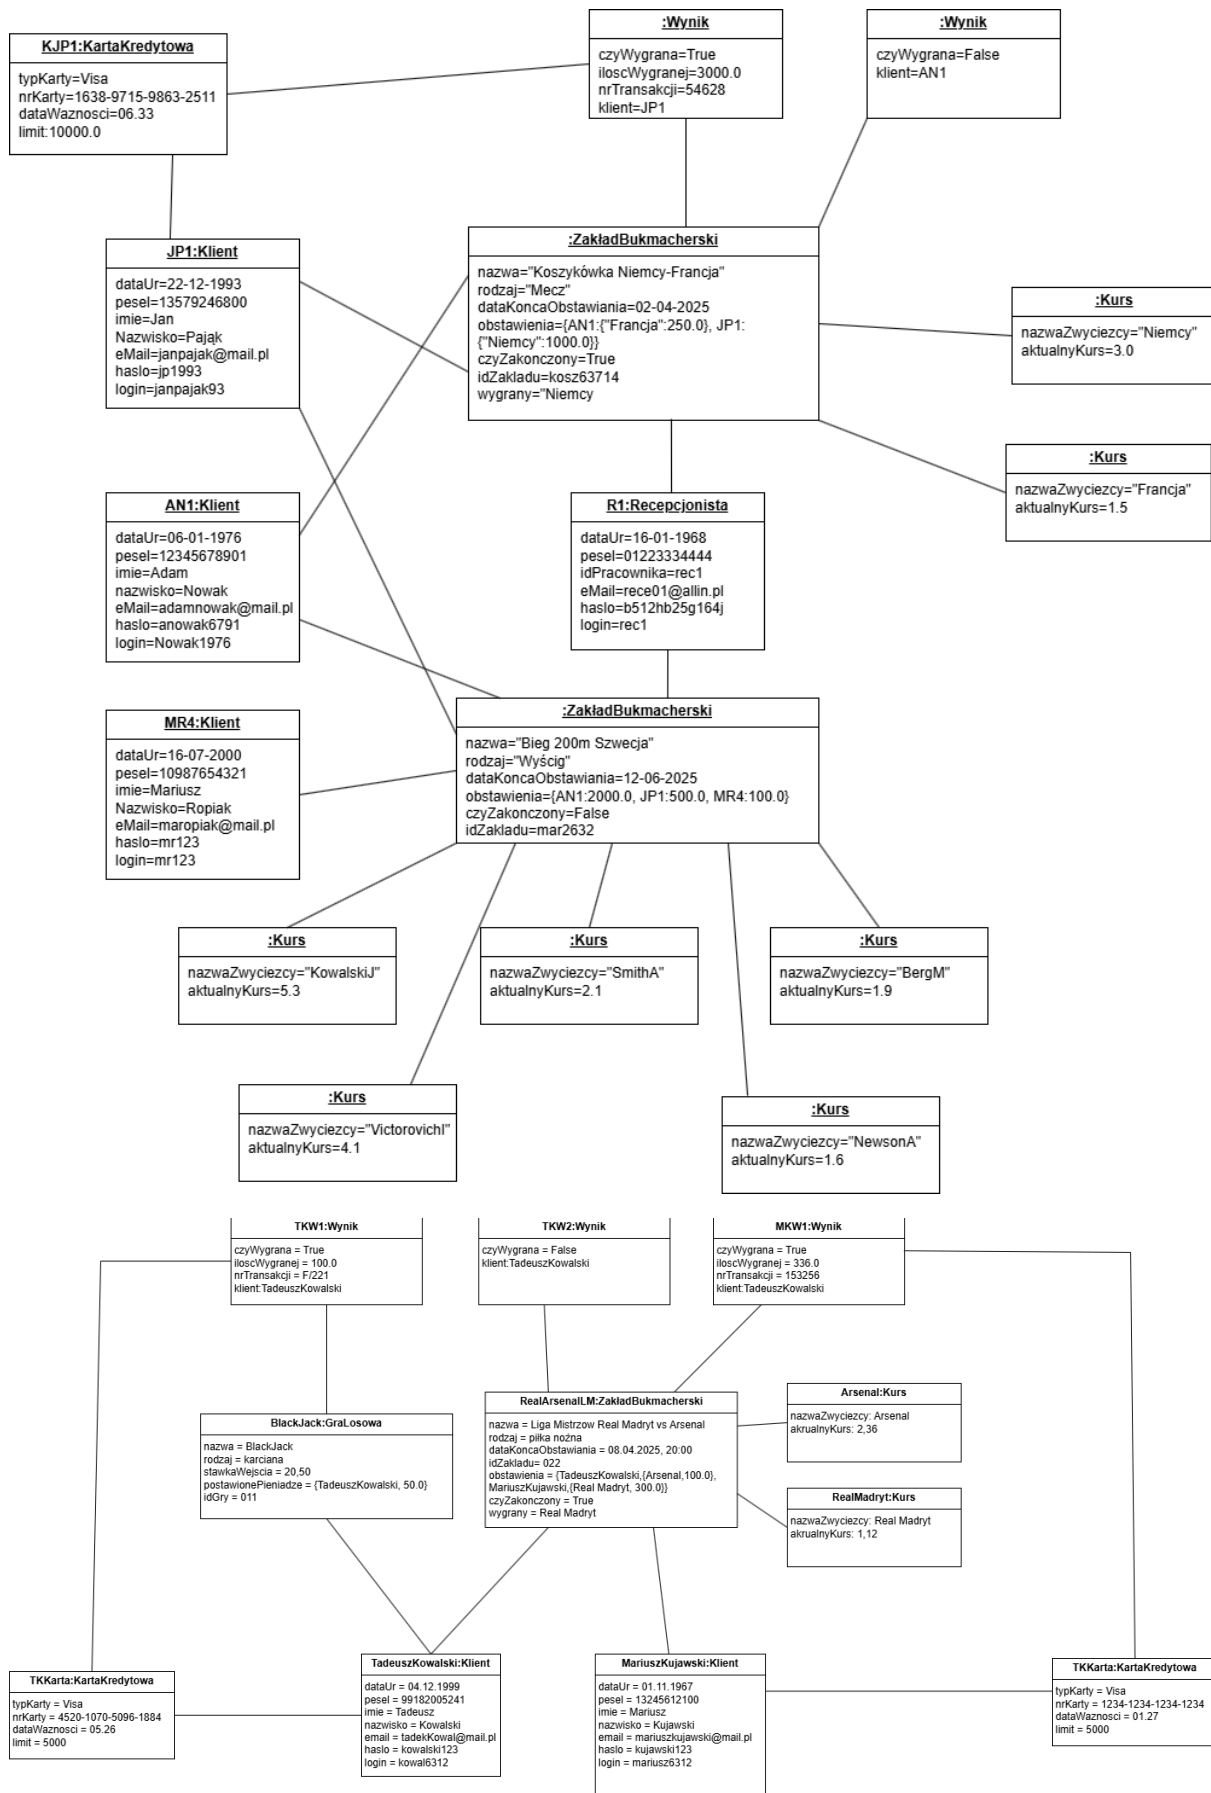 KJP1:KartaKredytowa
typKarty=Visa
nrKarty=1638-9715-9863-2511
dataWaznosci=06.33
limit:10000.0
:Wynik
czyWygrana=True
iloscWygranej=3000.0
nrTransakcji=54628
klient=JP1
:Wynik
czyWygrana=False
klient=AN1
JP1:Klient
dataUr=22-12-1993
pesel=13579246800
imie=Jan
Nazwisko=Pająk
eMail=janpajak@mail.pl
haslo=jp1993
login=janpajak93
:ZakładBukmacherski
nazwa="Koszykówka Niemcy-Francja"
rodzaj="Mecz"
dataKoncaObstawiania=02-04-2025
obstawienia={AN1:{"Francja":250.0}, JP1:
{"Niemcy":1000.0}}
czyZakonczony=True
idZakladu=kosz63714
wygrany="Niemcy
:Kurs
nazwaZwyciezcy="Niemcy"
aktualnyKurs=3.0
:Kurs
nazwaZwyciezcy="Francja"
aktualnyKurs=1.5
AN1:Klient
dataUr=06-01-1976
pesel=12345678901
imie=Adam
nazwisko=Nowak
eMail=adamnowak@mail.pl
haslo=anowak6791
login=Nowak1976
R1:Recepcjonista
dataUr=16-01-1968
pesel=01223334444
idPracownika=rec1
eMail=rece01@allin.pl
haslo=b512hb25g164j
login=rec1
MR4:Klient
dataUr=16-07-2000
pesel=10987654321
imie=Mariusz
Nazwisko=Ropiak
eMail=maropiak@mail.pl
haslo=mr123
login=mr123
:ZakładBukmacherski
nazwa="Bieg 200m Szwecja"
rodzaj="Wyścig"
dataKoncaObstawiania=12-06-2025
obstawienia={AN1:2000.0, JP1:500.0, MR4:100.0}
czyZakonczony=False
idZakladu=mar2632
:Kurs
nazwaZwyciezcy="KowalskiJ"
aktualnyKurs=5.3
:Kurs
nazwaZwyciezcy="SmithA"
aktualnyKurs=2.1
:Kurs
nazwaZwyciezcy="BergM"
aktualnyKurs=1.9
:Kurs
nazwaZwyciezcy="VictorovichI"
aktualnyKurs=4.1
:Kurs
nazwaZwyciezcy="NewsonA"
aktualnyKurs=1.6
TKW1:Wynik
czyWygrana = True
iloscWygranej = 100.0
nrTransakcji = F/221
klient:TadeuszKowalski
TKW2:Wynik
czyWygrana = False
klient:TadeuszKowalski
MKW1:Wynik
czyWygrana = True
iloscWygranej = 336.0
nrTransakcji = 153256
klient:TadeuszKowalski
BlackJack:GraLosowa
nazwa = BlackJack
rodzaj = karciana
stawkaWejscia = 20,50
postawionePieniadze = {TadeuszKowalski, 50.0}
idGry = 011
RealArsenalLM:ZakładBukmacherski
nazwa = Liga Mistrzow Real Madryt vs Arsenal
rodzaj = piłka nożna
dataKoncaObstawiania = 08.04.2025, 20:00
idZakladu= 022
obstawienia = {TadeuszKowalski,{Arsenal,100.0},
MariuszKujawski,{Real Madryt, 300.0}}
czyZakonczony = True
wygrany = Real Madryt
Arsenal:Kurs
nazwaZwyciezcy: Arsenal
akrualnyKurs: 2,36
RealMadryt:Kurs
nazwaZwyciezcy: Real Madryt
akrualnyKurs: 1,12
TKKarta:KartaKredytowa
typKarty = Visa
nrKarty = 4520-1070-5096-1884
dataWaznosci = 05.26
limit = 5000
TadeuszKowalski:Klient
dataUr = 04.12.1999
pesel = 99182005241
imie = Tadeusz
nazwisko = Kowalski
email = tadekKowal@mail.pl
haslo = kowalski123
login = kowal6312
MariuszKujawski:Klient
dataUr = 01.11.1967
pesel = 13245612100
imie = Mariusz
nazwisko = Kujawski
email = mariuszkujawski@mail.pl
haslo = kujawski123
login = mariusz6312
TKKarta:KartaKredytowa
typKarty = Visa
nrKarty = 1234-1234-1234-1234
dataWaznosci = 01.27
limit = 5000